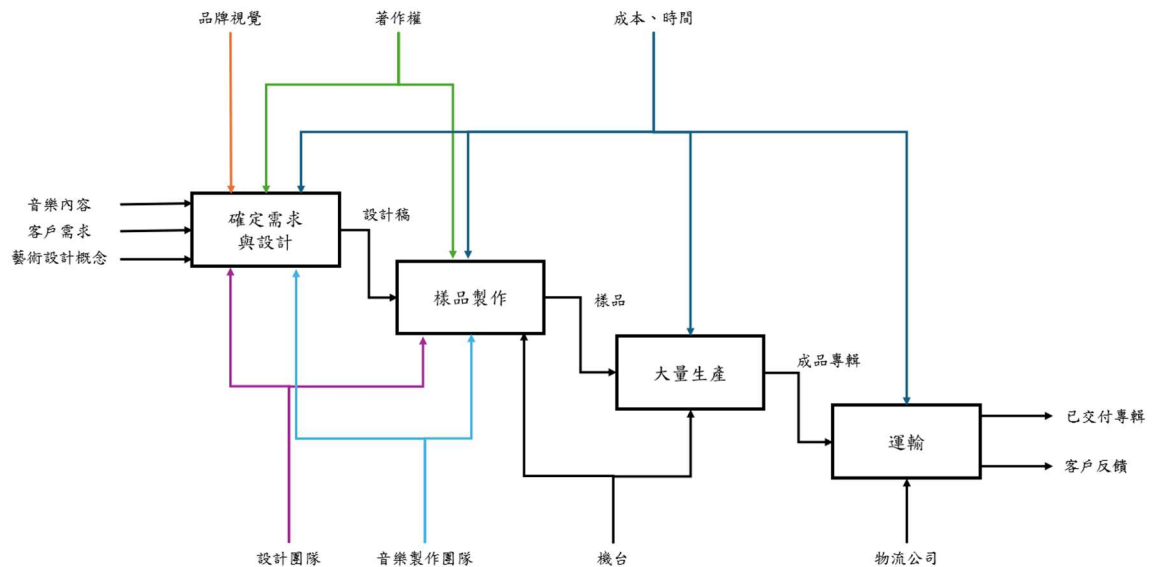 品牌視覺
著作權
成本、時間
音樂內容
客戶需求
藝術設計概念
確定需求
與設計
設計稿
樣品製作
樣品
大量生產
成品專輯
運輸
已交付專輯
客戶反饋
設計團隊
音樂製作團隊
機台
物流公司